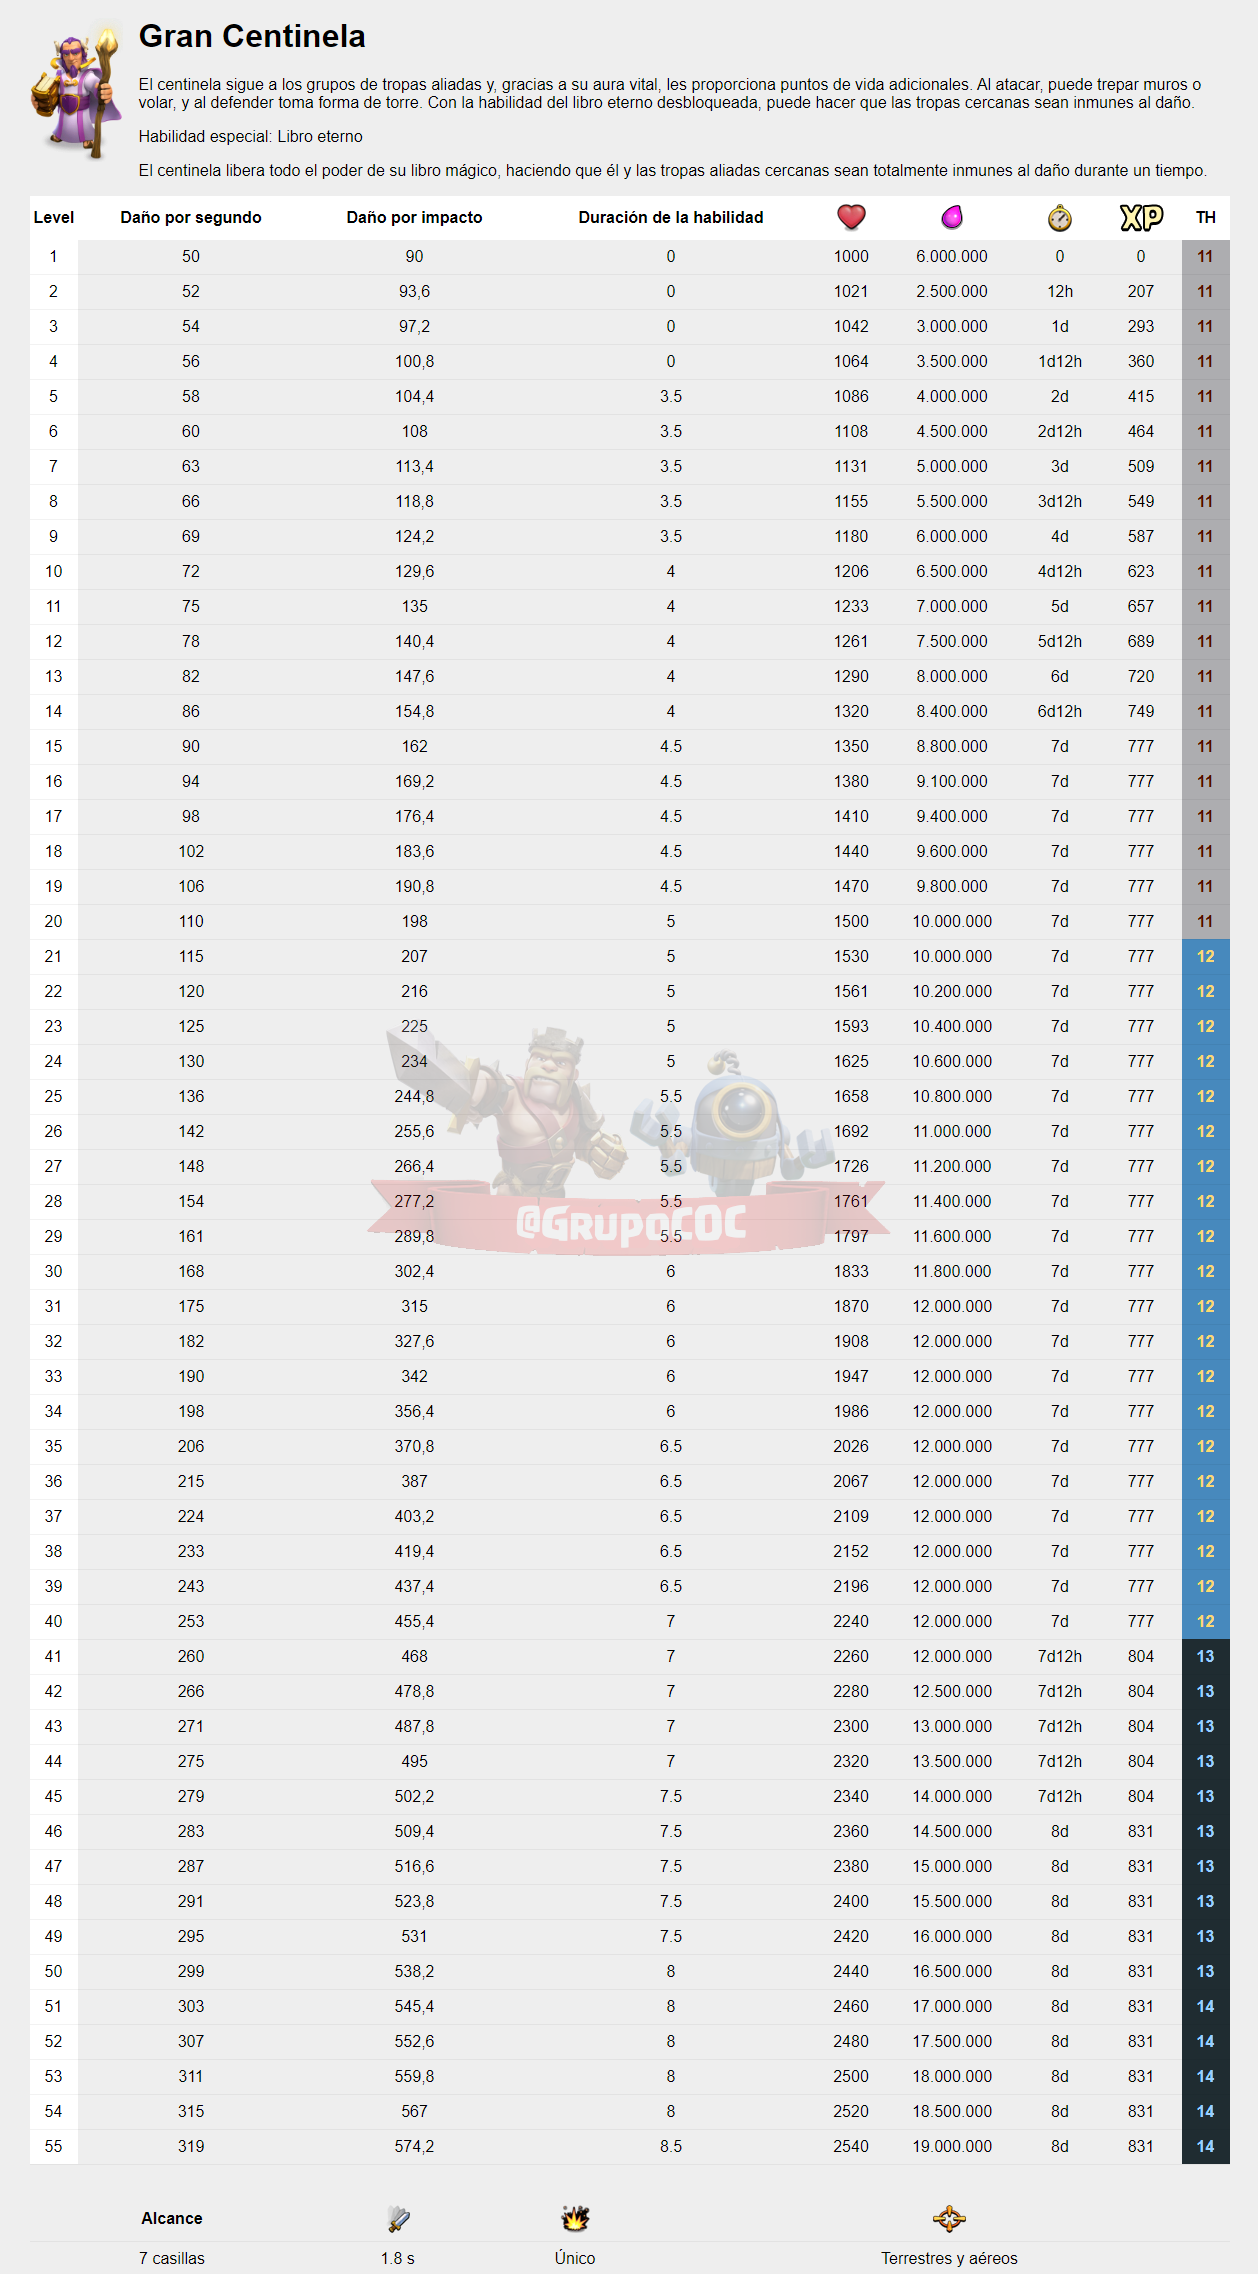 Gran Centinela
El centinela sigue a los grupos de tropas aliadas y, gracias a su aura vital, les proporciona puntos de vida adicionales. Al atacar, puede trepar muros o
volar, y al defender toma forma de torre. Con la habilidad del libro eterno desbloqueada, puede hacer que las tropas cercanas sean inmunes al daño.
Habilidad especial: Libro eterno
El centinela libera todo el poder de su libro mágico, haciendo que él y las tropas aliadas cercanas sean totalmente inmunes al daño durante un tiempo.
Level Daño por segundo Daño por impacto Duración de la habilidad XP TH
1 50 90 0 1000 6.000.000 0 0 11
2 52 93,6 0 1021 2.500.000 12h 207 11
3 54 97,2 0 1042 3.000.000 1d 293 11
4 56 100,8 0 1064 3.500.000 1d12h 360 11
5 58 104,4 3.5 1086 4.000.000 2d 415 11
6 60 108 3.5 1108 4.500.000 2d12h 464 11
7 63 113,4 3.5 1131 5.000.000 3d 509 11
8 66 118,8 3.5 1155 5.500.000 3d12h 549 11
9 69 124,2 3.5 1180 6.000.000 4d 587 11
10 72 129,6 4 1206 6.500.000 4d12h 623 11
11 75 135 4 1233 7.000.000 5d 657 11
12 78 140,4 4 1261 7.500.000 5d12h 689 11
13 82 147,6 4 1290 8.000.000 6d 720 11
14 86 154,8 4 1320 8.400.000 6d12h 749 11
15 90 162 4.5 1350 8.800.000 7d 777 11
16 94 169,2 4.5 1380 9.100.000 7d 777 11
17 98 176,4 4.5 1410 9.400.000 7d 777 11
18 102 183,6 4.5 1440 9.600.000 7d 777 11
19 106 190,8 4.5 1470 9.800.000 7d 777 11
20 110 198 5 1500 10.000.000 7d 777 11
21 115 207 5 1530 10.000.000 7d 777 12
22 120 216 5 1561 10.200.000 7d 777 12
23 125 225 5 1593 10.400.000 7d 777 12
24 130 234 5 1625 10.600.000 7d 777 12
25 136 244,8 5.5 1658 10.800.000 7d 777 12
26 142 255,6 5.5 1692 11.000.000 7d 777 12
27 148 266,4 5.5 1726 11.200.000 7d 777 12
28 154 277,2 5.5 1761 11.400.000 7d 777 12
@GrupoCOC
29 161 289,8 5.5 1797 11.600.000 7d 777 12
30 168 302,4 6 1833 11.800.000 7d 777 12
31 175 315 6 1870 12.000.000 7d 777 12
32 182 327,6 6 1908 12.000.000 7d 777 12
33 190 342 6 1947 12.000.000 7d 777 12
34 198 356,4 6 1986 12.000.000 7d 777 12
35 206 370,8 6.5 2026 12.000.000 7d 777 12
36 215 387 6.5 2067 12.000.000 7d 777 12
37 224 403,2 6.5 2109 12.000.000 7d 777 12
38 233 419,4 6.5 2152 12.000.000 7d 777 12
39 243 437,4 6.5 2196 12.000.000 7d 777 12
40 253 455,4 7 2240 12.000.000 7d 777 12
41 260 468 7 2260 12.000.000 7d12h 804 13
42 266 478,8 7 2280 12.500.000 7d12h 804 13
43 271 487,8 7 2300 13.000.000 7d12h 804 13
44 275 495 7 2320 13.500.000 7d12h 804 13
45 279 502,2 7.5 2340 14.000.000 7d12h 804 13
46 283 509,4 7.5 2360 14.500.000 8d 831 13
47 287 516,6 7.5 2380 15.000.000 8d 831 13
48 291 523,8 7.5 2400 15.500.000 8d 831 13
49 295 531 7.5 2420 16.000.000 8d 831 13
50 299 538,2 8 2440 16.500.000 8d 831 13
51 303 545,4 8 2460 17.000.000 8d 831 14
52 307 552,6 8 2480 17.500.000 8d 831 14
53 311 559,8 8 2500 18.000.000 8d 831 14
54 315 567 8 2520 18.500.000 8d 831 14
55 319 574,2 8.5 2540 19.000.000 8d 831 14
Alcance
7 casillas 1.8 s Único Terrestres y aéreos